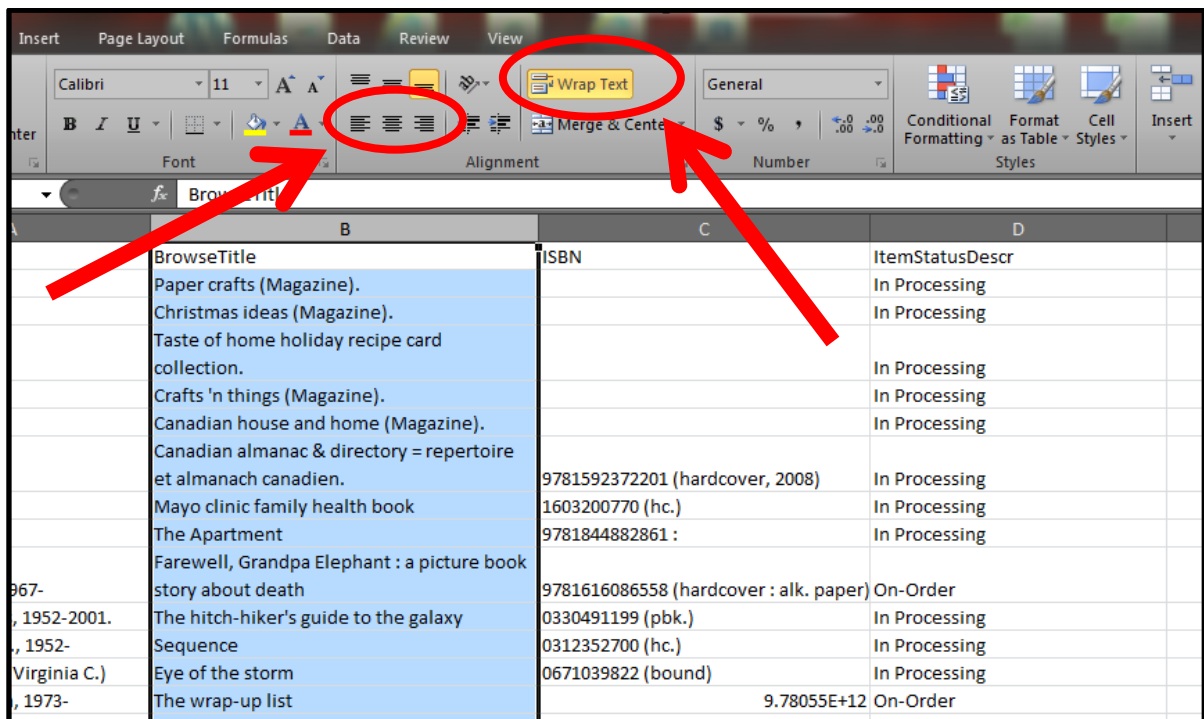 Insert Page Layout Formulas Data Review View
Calibri 11 A A Wrap Text General
B I U A Merge & Cente $ % , .0 .00 .00 .0 Conditional Formatting Format as Table Cell Styles Insert
Font Alignment Number Styles
fx
B C D
BrowseTitle ISBN ItemStatusDescr
Paper crafts (Magazine). In Processing
Christmas ideas (Magazine). In Processing
Taste of home holiday recipe card
collection. In Processing
Crafts 'n things (Magazine). In Processing
Canadian house and home (Magazine). In Processing
Canadian almanac & directory = repertoire
et almanach canadien. 9781592372201 (hardcover, 2008) In Processing
Mayo clinic family health book 1603200770 (hc.) In Processing
The Apartment 9781844882861 : In Processing
Farewell, Grandpa Elephant : a picture book
967- story about death 9781616086558 (hardcover : alk. paper) On-Order
, 1952-2001. The hitch-hiker's guide to the galaxy 0330491199 (pbk.) In Processing
., 1952- Sequence 0312352700 (hc.) In Processing
Virginia C.) Eye of the storm 0671039822 (bound) In Processing
, 1973- The wrap-up list 9.78055E+12 On-Order